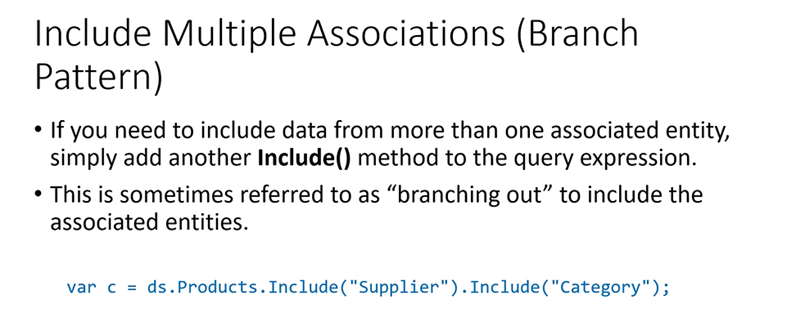 Include Multiple Associations (Branch
Pattern)
• If you need to include data from more than one associated entity,
simply add another Include() method to the query expression.
• This is sometimes referred to as “branching out” to include the
associated entities.
var c = ds.Products.Include("Supplier").Include("Category");